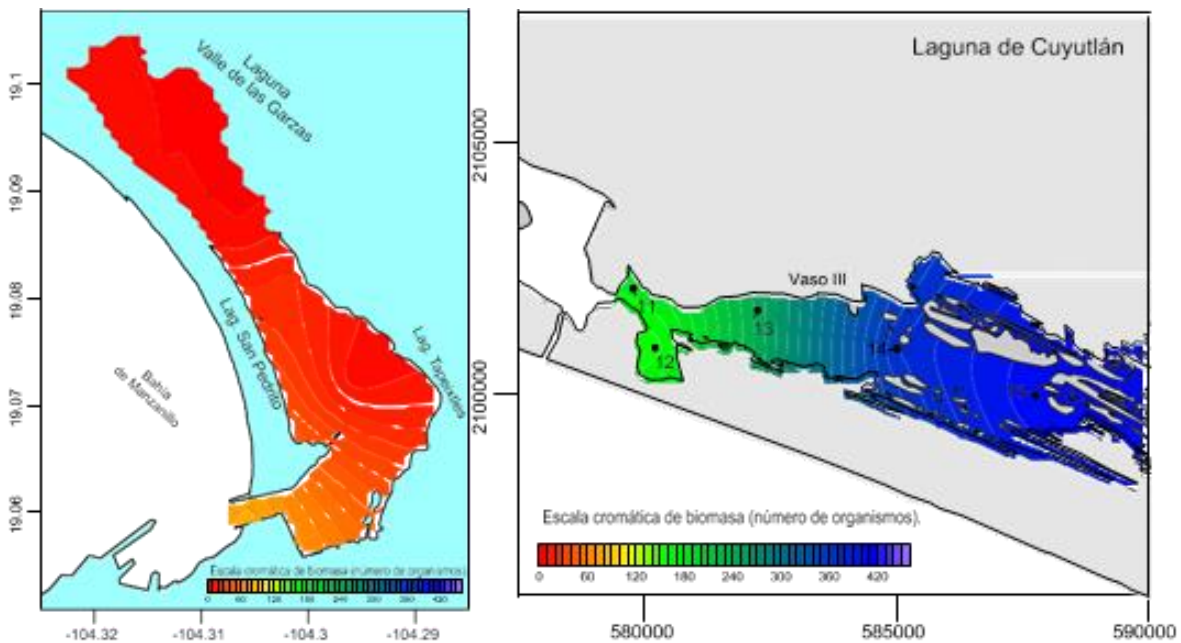 Laguna
Valle de las Garzas
Lag. San Pedrito
Lag. Tapeixtles
Bahía
de Manzanillo
19.1
19.09
19.08
19.07
19.06
Escala cromática de biomasa (número de organismos).
0 60 120 180 240 300 360 420
-104.32 -104.31 -104.3 -104.29
Laguna de Cuyutlán
2105000
2100000
Vaso III
11
12
13
14
Escala cromática de biomasa (número de organismos).
0 60 120 180 240 300 360 420
580000 585000 590000